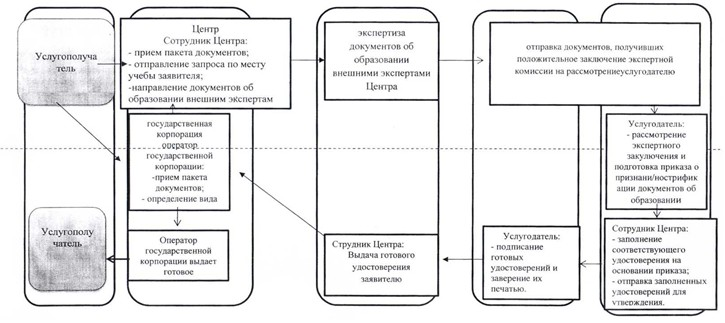 Услугополуча
тель
Центр
Сотрудник Центра:
- прием пакета документов;
- отправление запроса по месту
учебы заявителя;
-направление документов об
образовании внешним экспертам
экспертиза
документов об
образовании
внешними экспертами
Центра
отправка документов, получивших
положительное заключение экспертной
комиссии на рассмотрениеуслугодателю
государственная
корпорация
оператор
государственной
корпорации:
-прием пакета
документов;
- определение вида
Услугодатель:
- рассмотрение
экспертного
закулючения и
подготовка приказа о
признани/нострифик
ации документов об
образовании
Услугополу
чатель
Оператор
государственной
корпорации выдает
готовое
Струдник Центра:
Выдача готового
удостоверения
заявителю
Услугодатель:
- подписание
готовых
удостоверений и
заверение их
печатью.
Сотрудник Центра:
- заполнение
соответствующего
удостоверения на
основании приказа;
- отправка заполненных
удостоверений для
утверждения.